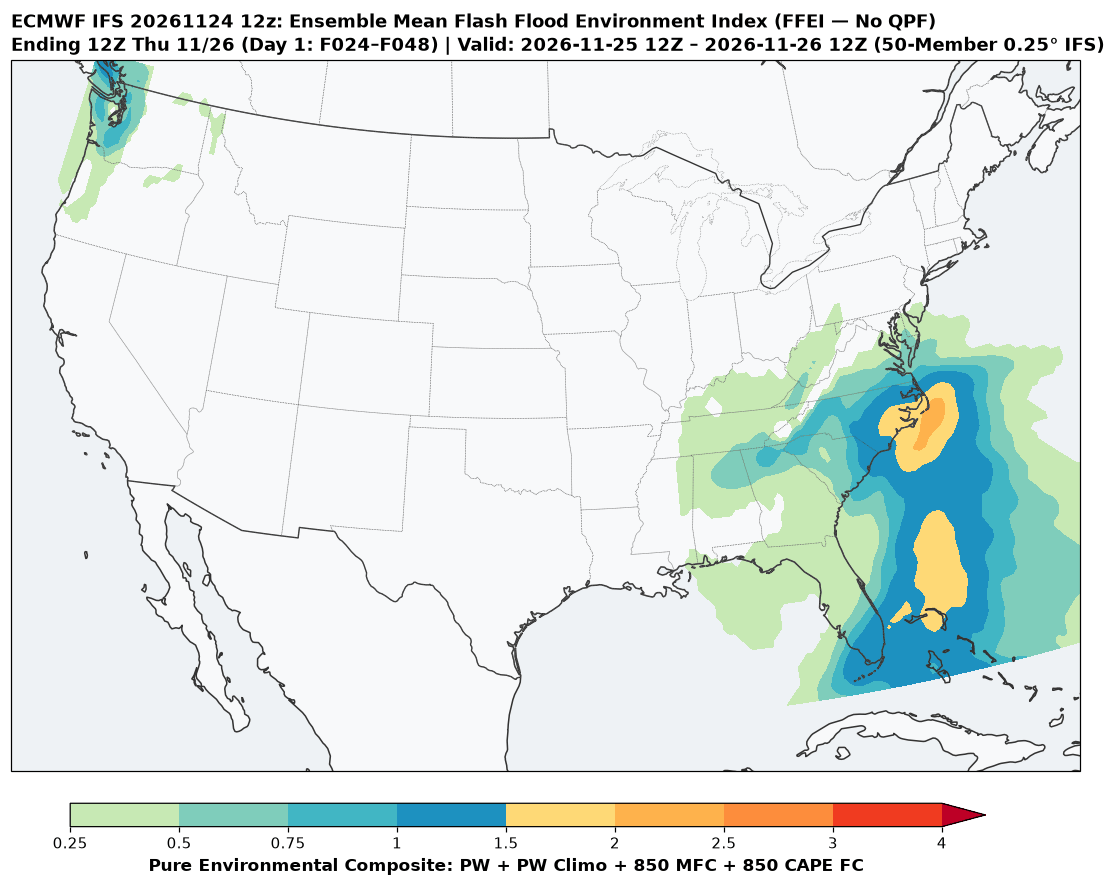 ECMWF IFS 20261124 12z: Ensemble Mean Flash Flood Environment Index (FFEI — No QPF)
Ending 12Z Thu 11/26 (Day 1: F024–F048) | Valid: 2026-11-25 12Z – 2026-11-26 12Z (50-Member 0.25° IFS)
0.25 0.5 0.75 1 1.5 2 2.5 3 4
Pure Environmental Composite: PW + PW Climo + 850 MFC + 850 CAPE FC